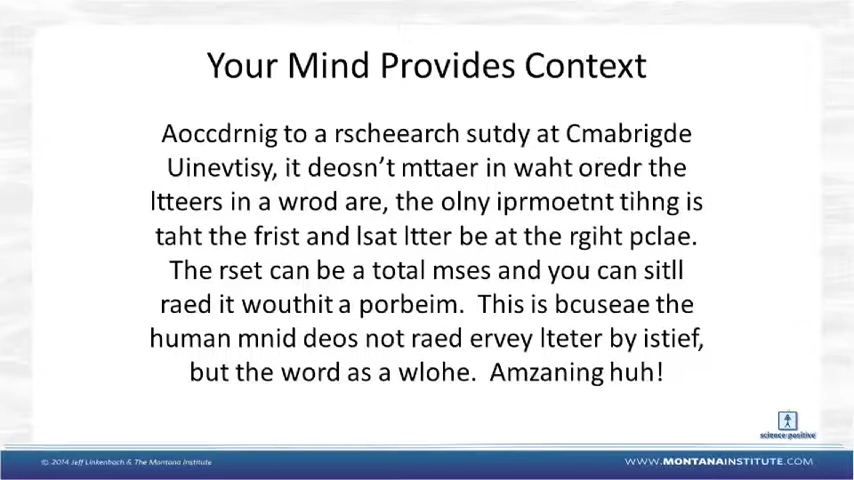 Your Mind Provides Context
Aoccdrnig to a rscheearch sutdy at Cmabrigde
Uinevtisy, it deosn’t mttaer in waht oredr the
ltteers in a wrod are, the olny iprmoetnt tihng is
taht the frist and lsat ltter be at the rgiht pclae.
The rset can be a total mses and you can sitll
raed it wouthit a porbeim.  This is bcuseae the
human mnid deos not raed ervey lteter by istief,
but the word as a wlohe.  Amzaning huh!
science positive
© 2014 Jeff Linkenbach & The Montana Institute
WWW.MONTANAINSTITUTE.COM